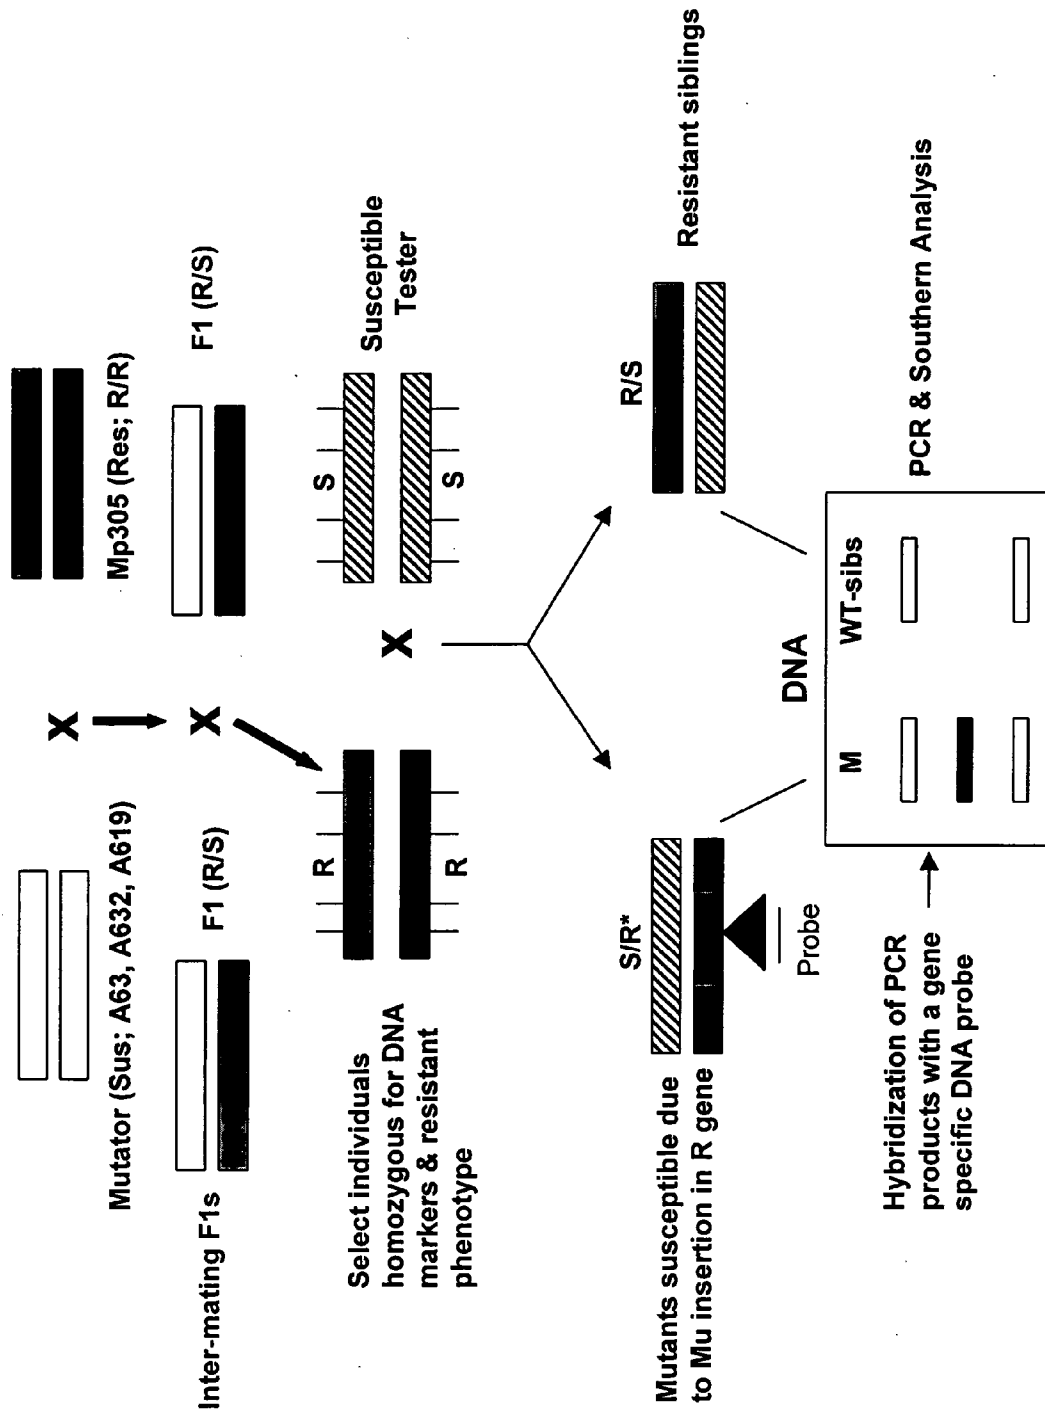 Mutator (Sus; A63, A632, A619)
X
Mp305 (Res; R/R)
Inter-mating F1s
F1 (R/S)
X
F1 (R/S)
Select individuals
homozygous for DNA
markers & resistant
phenotype
R
R
X
S
S
Susceptible
Tester
Mutants susceptible due
to Mu insertion in R gene
S/R*
Probe
R/S
Resistant siblings
DNA
M
WT-sibs
PCR & Southern Analysis
Hybridization of PCR
products with a gene
specific DNA probe